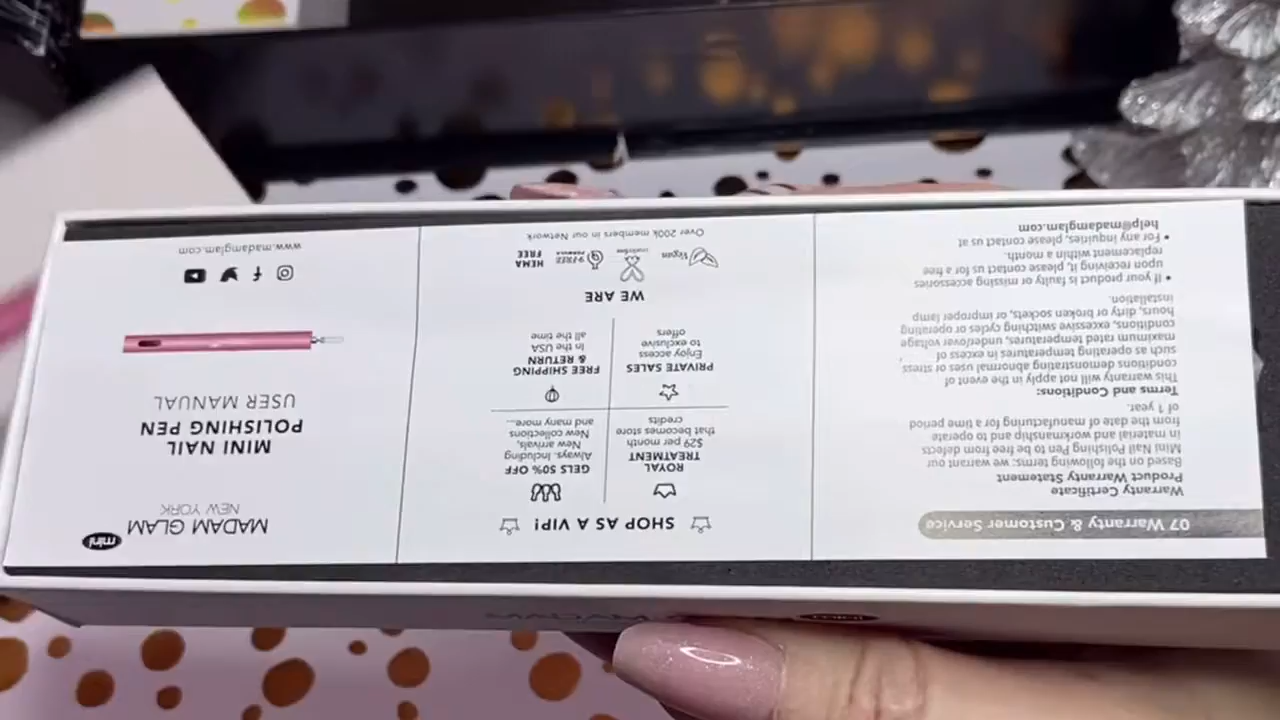 mini
MADAM GLAM
NEW YORK
MINI NAIL
POLISHING PEN
USER MANUAL
www.madamglam.com
SHOP AS A VIP!
ROYAL
TREATMENT
$29 per month
that becomes store
credits
GELS 50% OFF
Always. Including
New arrivals,
New collections
and many more...
PRIVATE SALES
Enjoy access
to exclusive
offers
FREE SHIPPING
& RETURN
In the USA
all the time
WE ARE
Vegan
9-FREE
FORMULA
HEMA
FREE
Over 200k members in our Network
07 Warranty & Customer Service
Warranty Certificate
Product Warranty Statement
Based on the following terms: we warrant our
Mini Nail Polishing Pen to be free from defects
in material and workmanship and to operate
from the date of manufacturing for a time period
of 1 year.
Terms and Conditions:
This warranty will not apply in the event of
conditions demonstrating abnormal uses or stress,
such as operating temperatures in excess of
maximum rated temperatures, undervoer voltage
conditions, excessive switching cycles or operating
hours, dirty or broken sockets, or improper lamp
installation.
• If your product is faulty or missing accessories
upon receiving it, please contact us for a free
replacement within a month.
• For any inquiries, please contact us at
help@madamglam.com